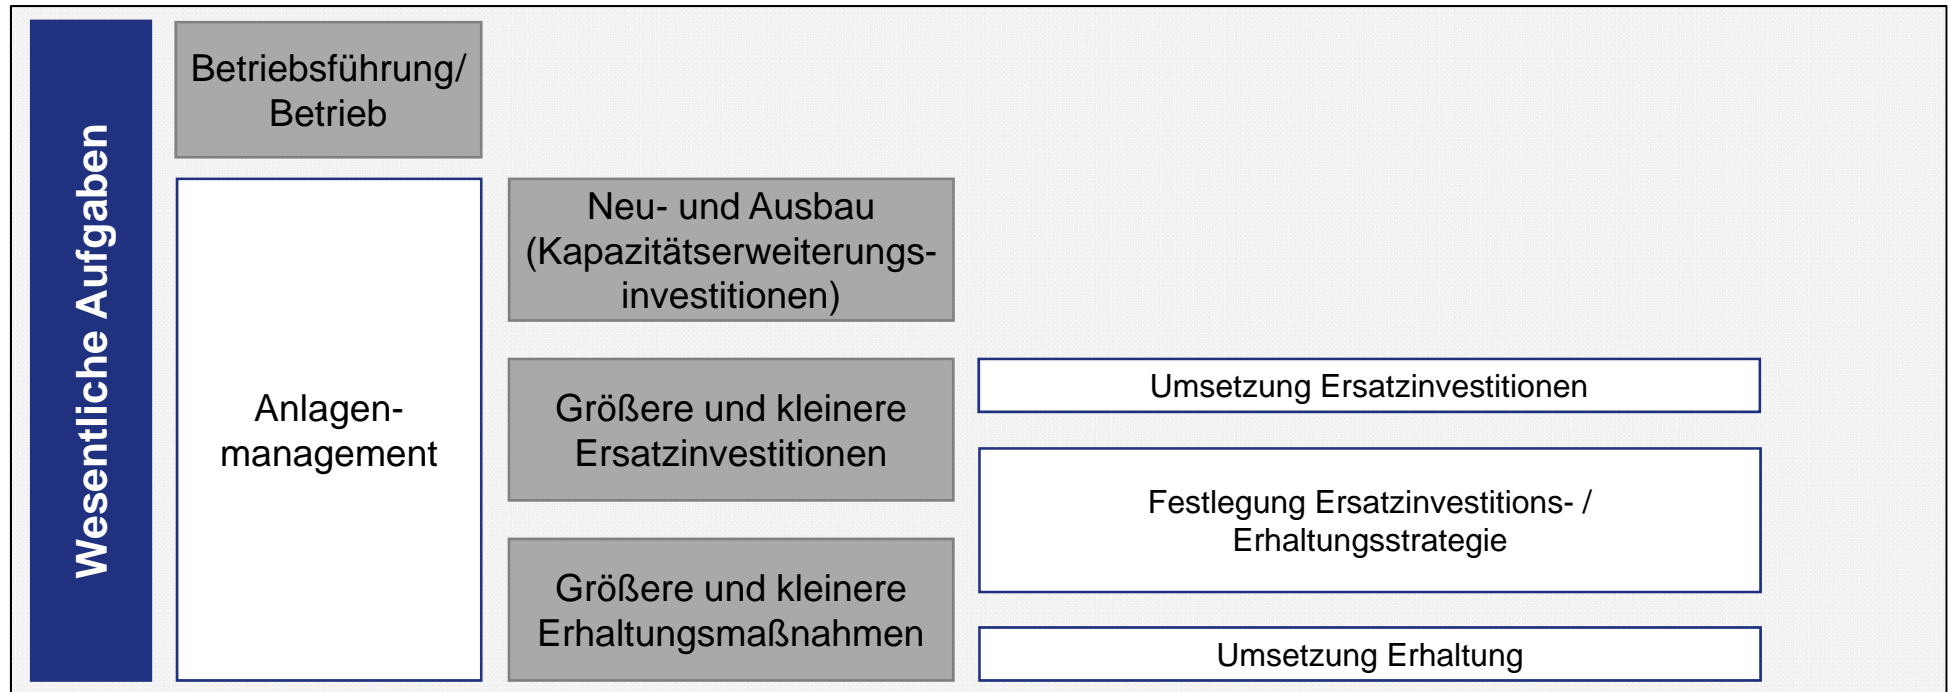 Wesentliche Aufgaben
Betriebsführung/
Betrieb
Anlagen-
management
Neu- und Ausbau
(Kapazitätserweiterungs-
investitionen)
Größere und kleinere
Ersatzinvestitionen
Größere und kleinere
Erhaltungsmaßnahmen
Umsetzung Ersatzinvestitionen
Festlegung Ersatzinvestitions- /
Erhaltungsstrategie
Umsetzung Erhaltung